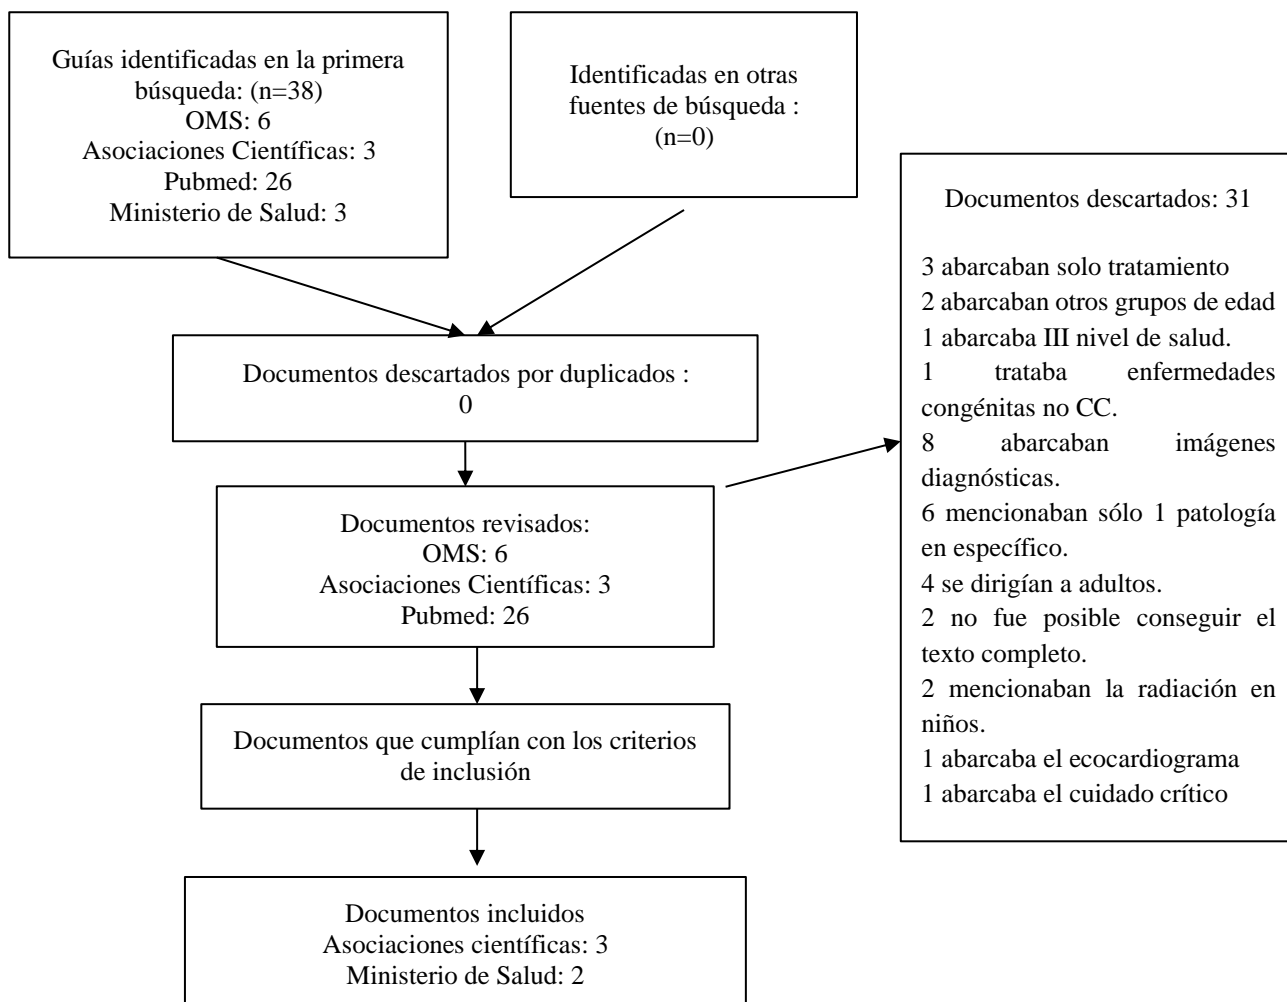 Guías identificadas en la primera
búsqueda: (n=38)
OMS: 6
Asociaciones Científicas: 3
Pubmed: 26
Ministerio de Salud: 3
Identificadas en otras
fuentes de búsqueda :
(n=0)
Documentos descartados por duplicados :
0
Documentos revisados:
OMS: 6
Asociaciones Científicas: 3
Pubmed: 26
Documentos descartados: 31
3 abarcaban solo tratamiento
2 abarcaban otros grupos de edad
1 abarcaba III nivel de salud.
1 trataba enfermedades
congénitas no CC.
8 abarcaban imágenes
diagnósticas.
6 mencionaban sólo 1 patología
en específico.
4 se dirigían a adultos.
2 no fue posible conseguir el
texto completo.
2 mencionaban la radiación en
niños.
1 abarcaba el ecocardiograma
1 abarcaba el cuidado crítico
Documentos que cumplían con los criterios
de inclusión
Documentos incluidos
Asociaciones científicas: 3
Ministerio de Salud: 2